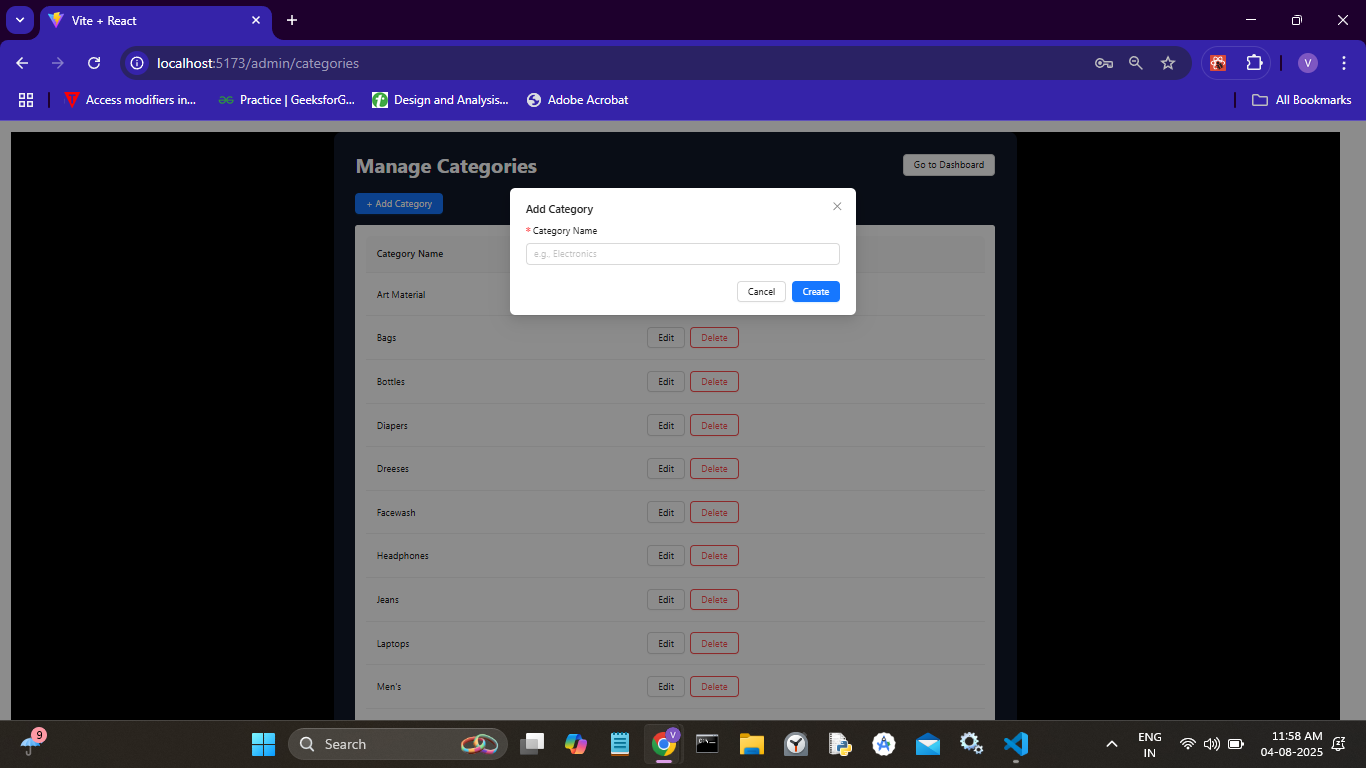 Vite + React
localhost:5173/admin/categories
Access modifiers in...
Practice | GeeksforG...
Design and Analysis...
Adobe Acrobat
All Bookmarks
V
Manage Categories
Go to Dashboard
+ Add Category
Add Category
* Category Name
e.g., Electronics
Cancel
Create
Category Name
Art Material
Bags Edit Delete
Bottles Edit Delete
Diapers Edit Delete
Dreeses Edit Delete
Facewash Edit Delete
Headphones Edit Delete
Jeans Edit Delete
Laptops Edit Delete
Men's Edit Delete
9
Search
V
ENG
IN
11:58 AM
04-08-2025